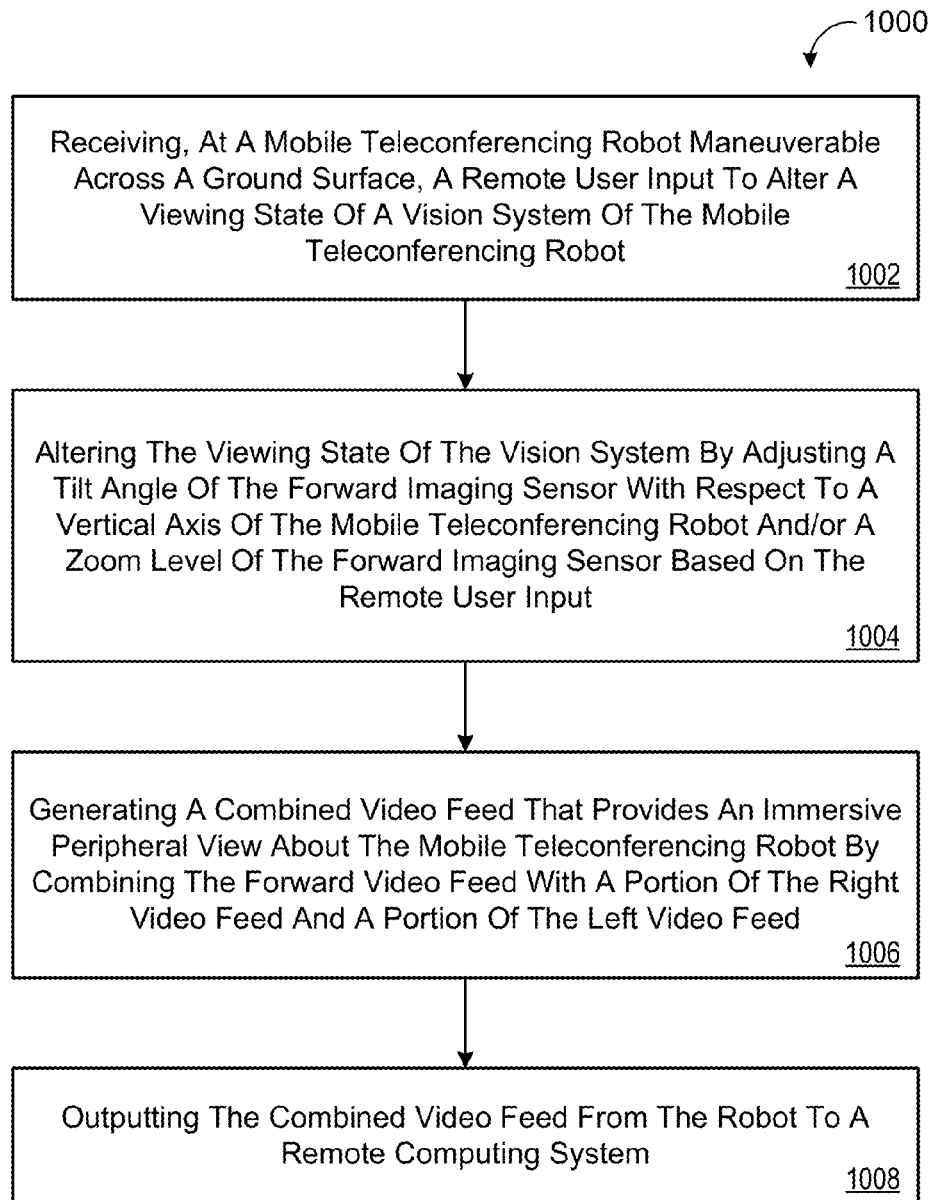 1000
Receiving, At A Mobile Teleconferencing Robot Maneuverable
Across A Ground Surface, A Remote User Input To Alter A
Viewing State Of A Vision System Of The Mobile
Teleconferencing Robot
1002
Altering The Viewing State Of The Vision System By Adjusting A
Tilt Angle Of The Forward Imaging Sensor With Respect To A
Vertical Axis Of The Mobile Teleconferencing Robot And/or A
Zoom Level Of The Forward Imaging Sensor Based On The
Remote User Input
1004
Generating A Combined Video Feed That Provides An Immersive
Peripheral View About The Mobile Teleconferencing Robot By
Combining The Forward Video Feed With A Portion Of The Right
Video Feed And A Portion Of The Left Video Feed
1006
Outputting The Combined Video Feed From The Robot To A
Remote Computing System
1008